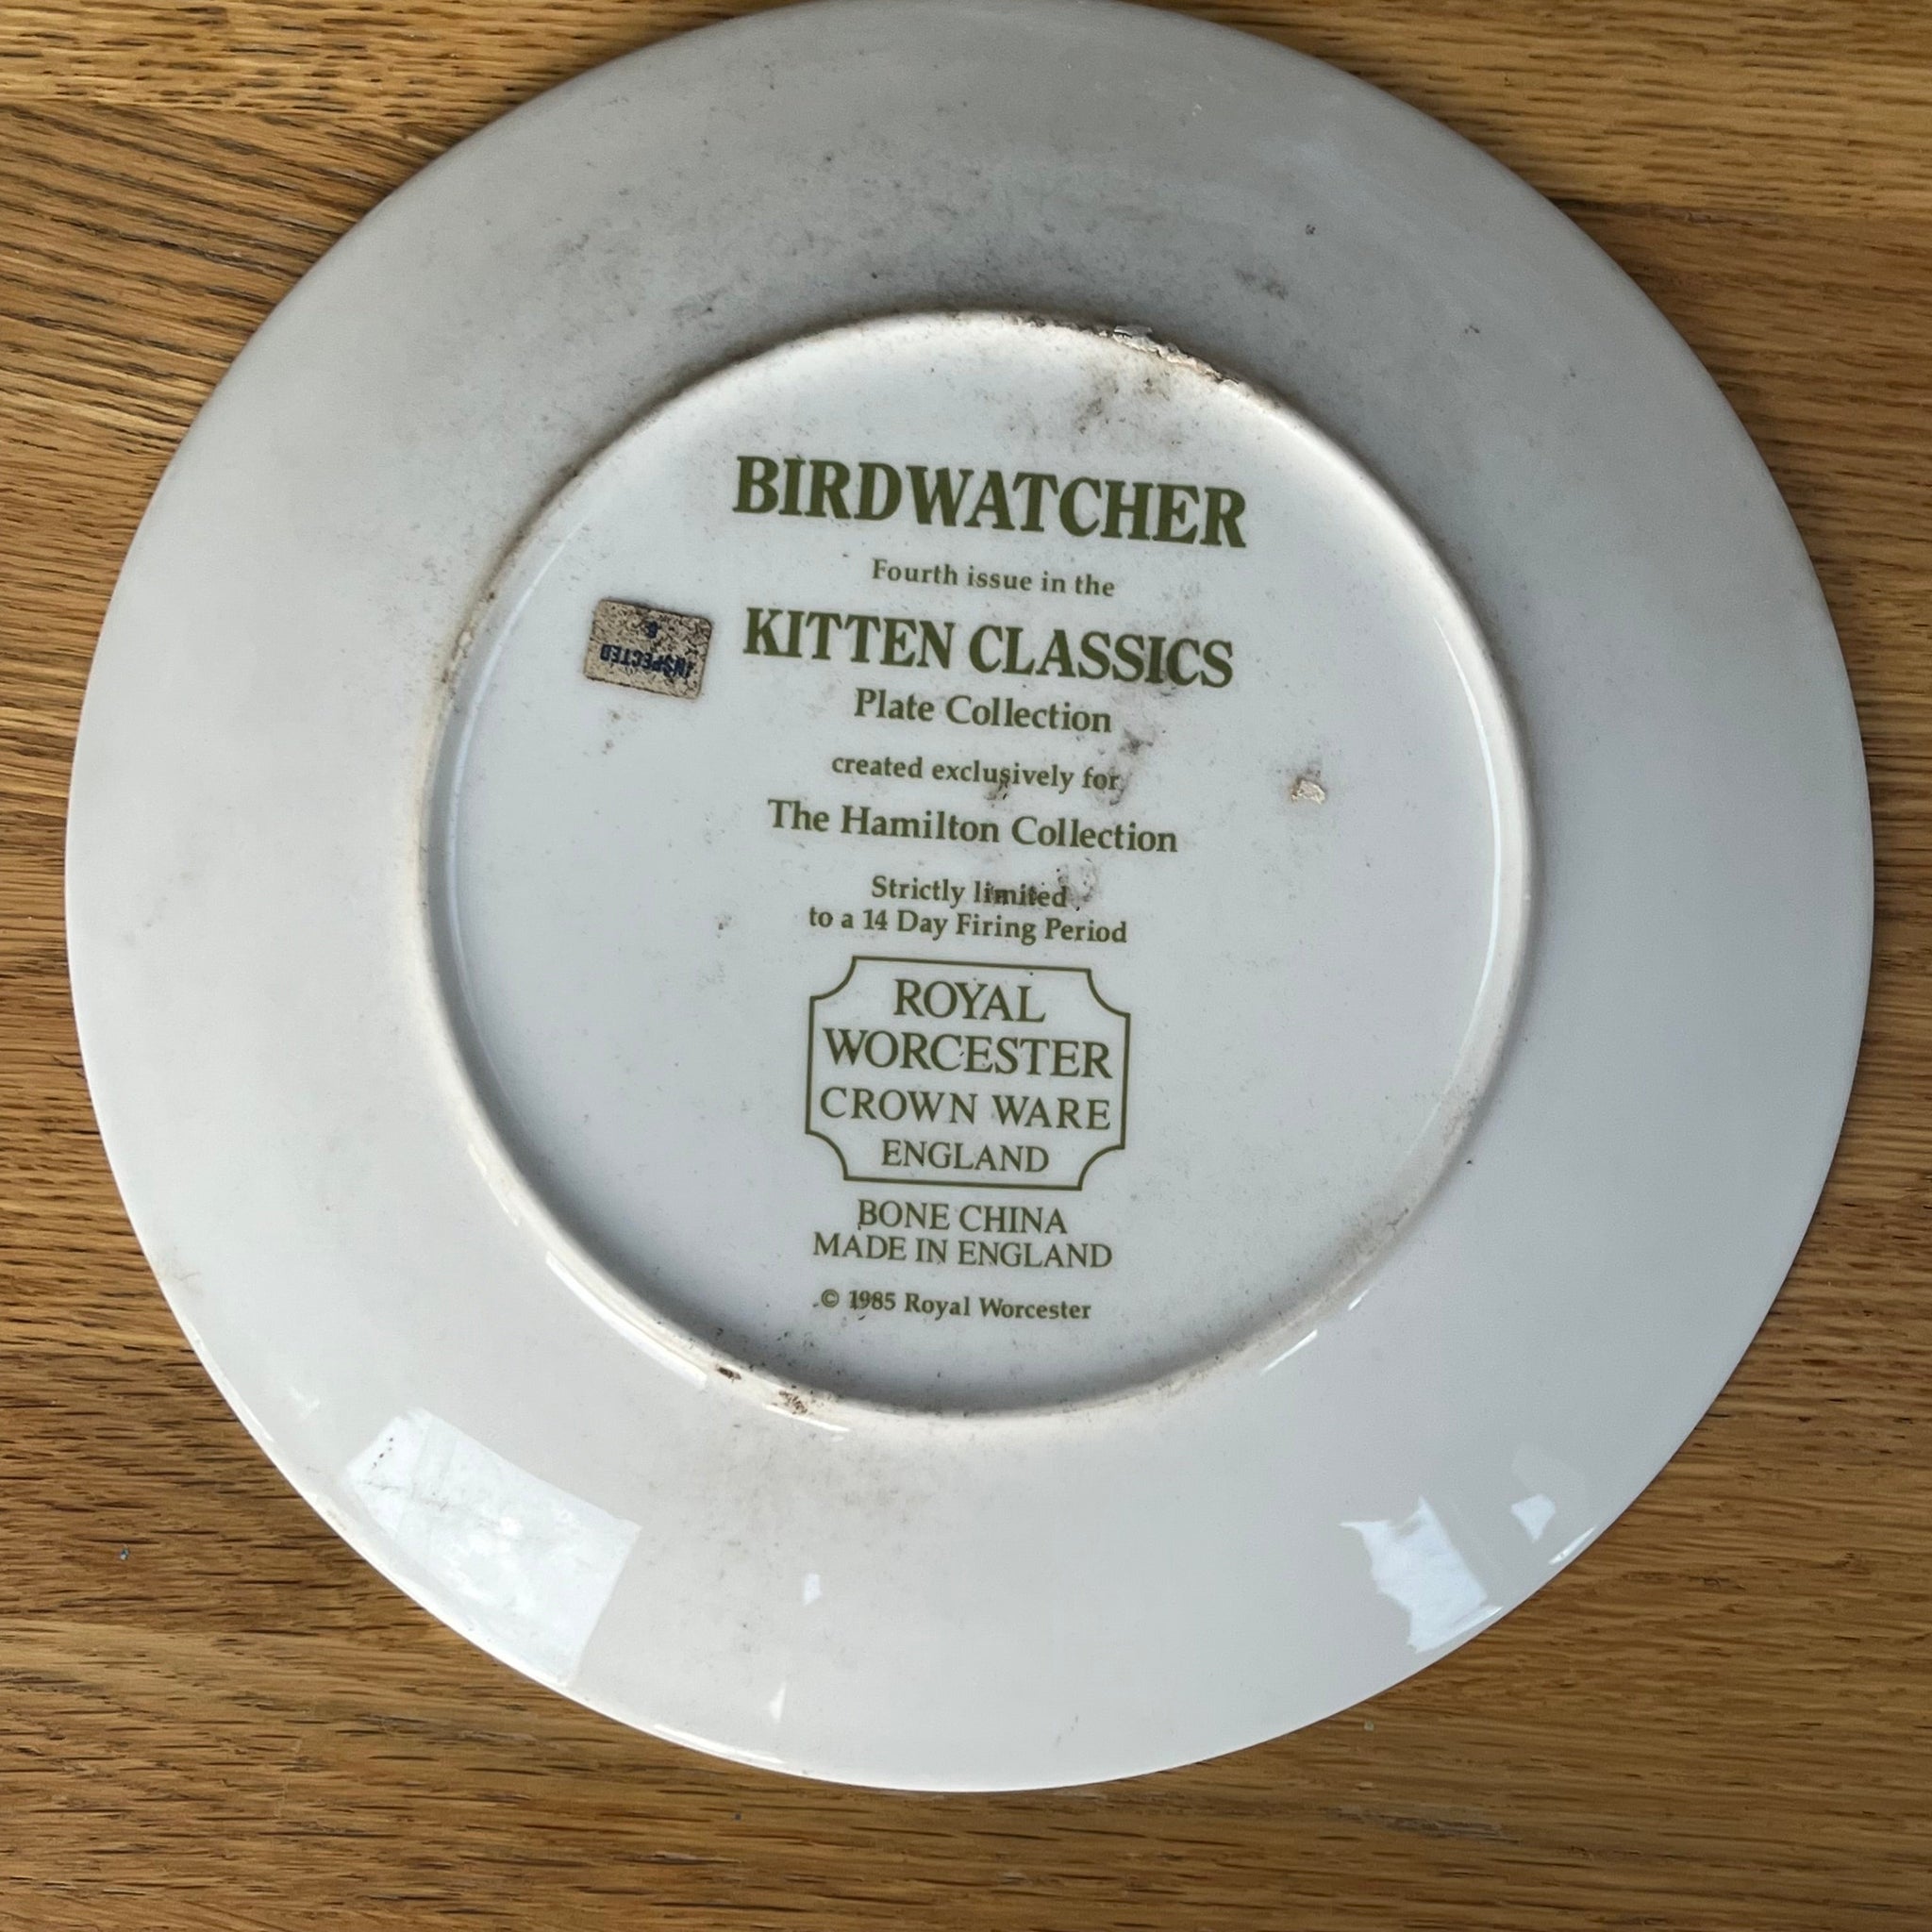 BIRDWATCHER
Fourth issue in the
KITTEN CLASSICS
Plate Collection
created exclusively for
The Hamilton Collection
Strictly limited
to a 14 Day Firing Period
ROYAL
WORCESTER
CROWN WARE
ENGLAND
BONE CHINA
MADE IN ENGLAND
© 1985 Royal Worcester
INSPECTED